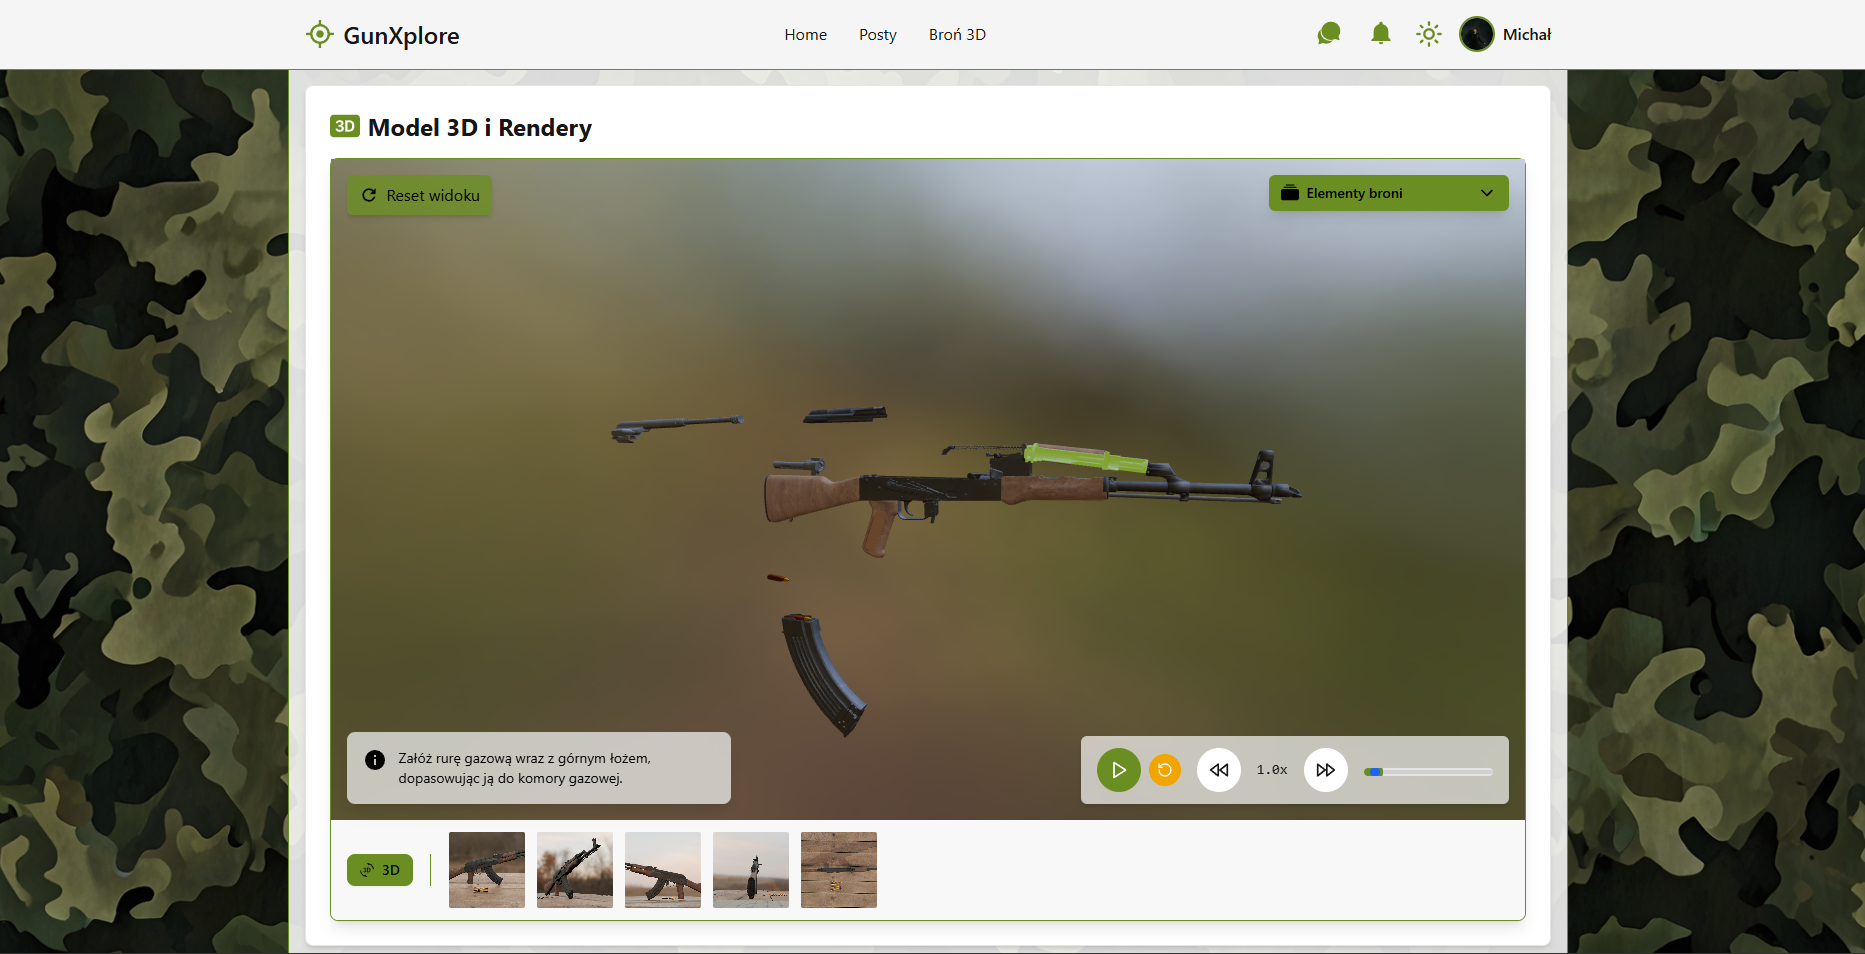 GunXplore
Home
Posty
Broń 3D
Michał
3D Model 3D i Rendery
Reset widoku
Elementy broni
Załóż rurę gazową wraz z górnym łożem,
dopasowując ją do komory gazowej.
1.0x
3D